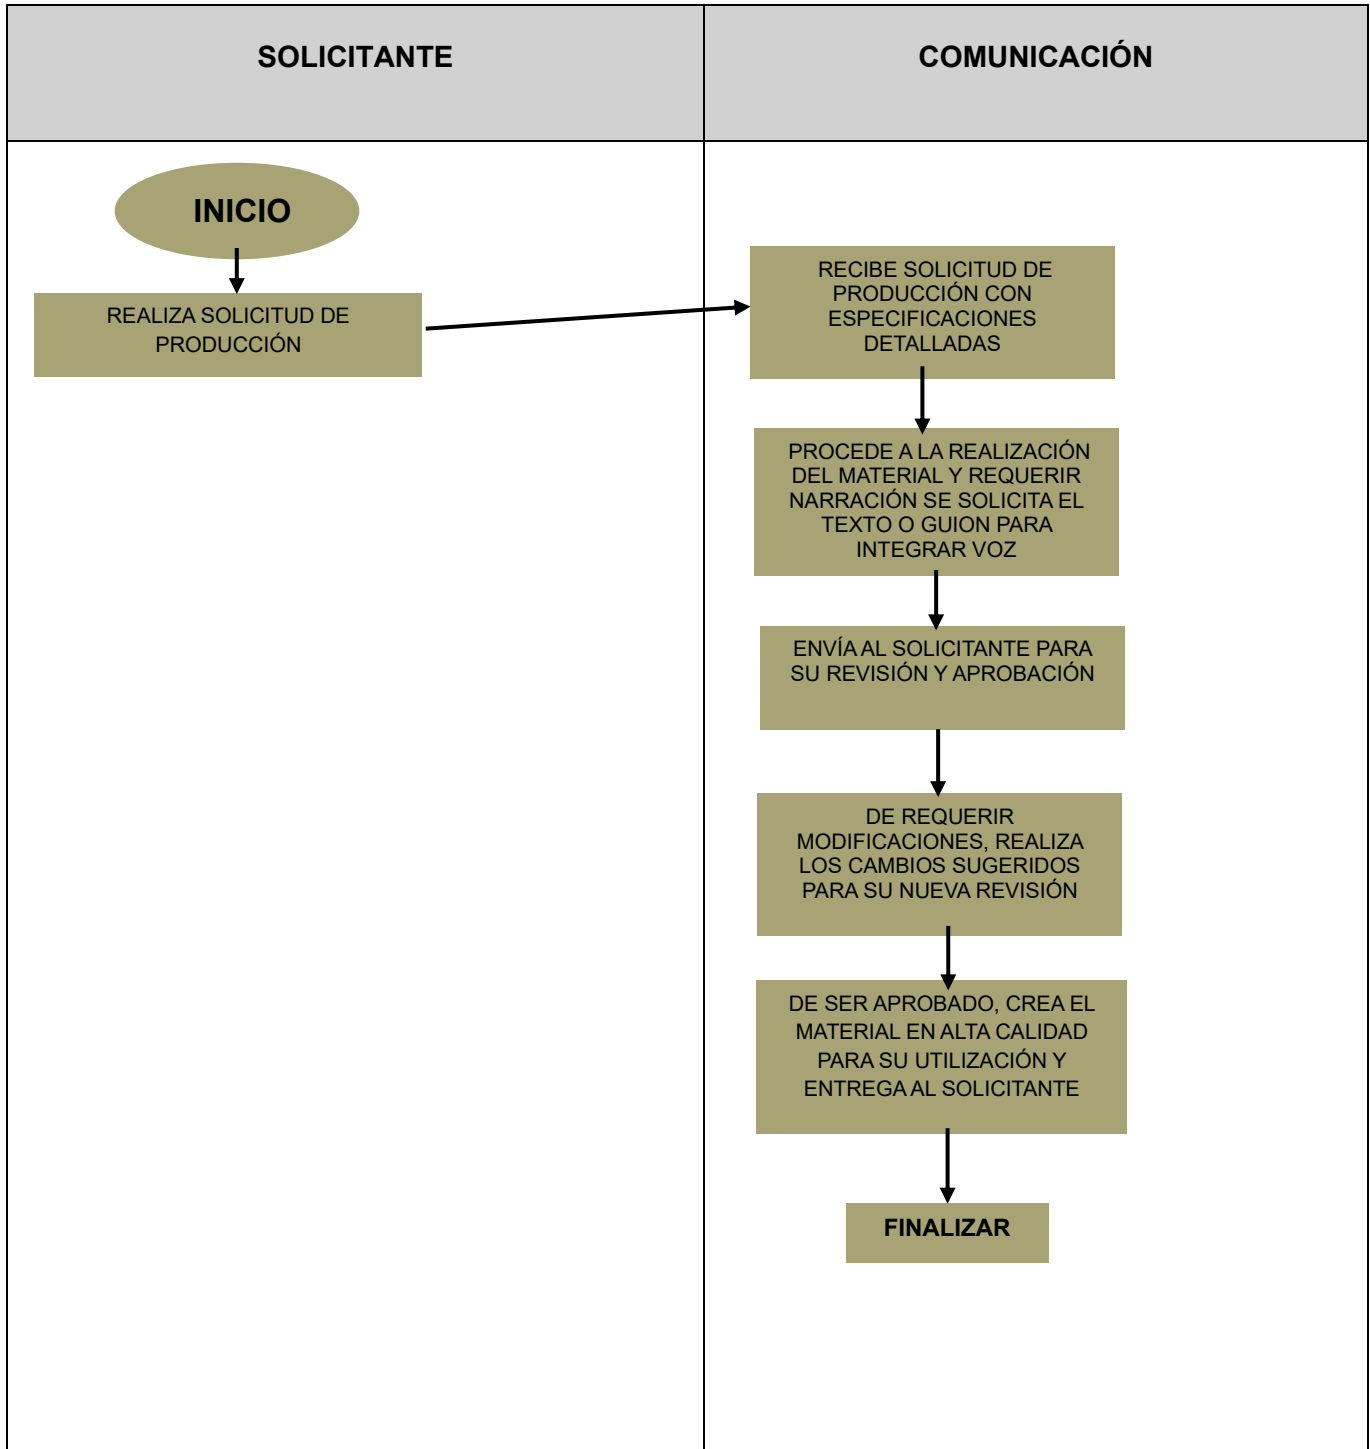 SOLICITANTE
COMUNICACIÓN
INICIO
REALIZA SOLICITUD DE
PRODUCCIÓN
RECIBE SOLICITUD DE
PRODUCCIÓN CON
ESPECIFICACIONES
DETALLADAS
PROCEDE A LA REALIZACIÓN
DEL MATERIAL Y REQUERIR
NARRACIÓN SE SOLICITA EL
TEXTO O GUION PARA
INTEGRAR VOZ
ENVÍA AL SOLICITANTE PARA
SU REVISIÓN Y APROBACIÓN
DE REQUERIR
MODIFICACIONES, REALIZA
LOS CAMBIOS SUGERIDOS
PARA SU NUEVA REVISIÓN
DE SER APROBADO, CREA EL
MATERIAL EN ALTA CALIDAD
PARA SU UTILIZACIÓN Y
ENTREGA AL SOLICITANTE
FINALIZAR